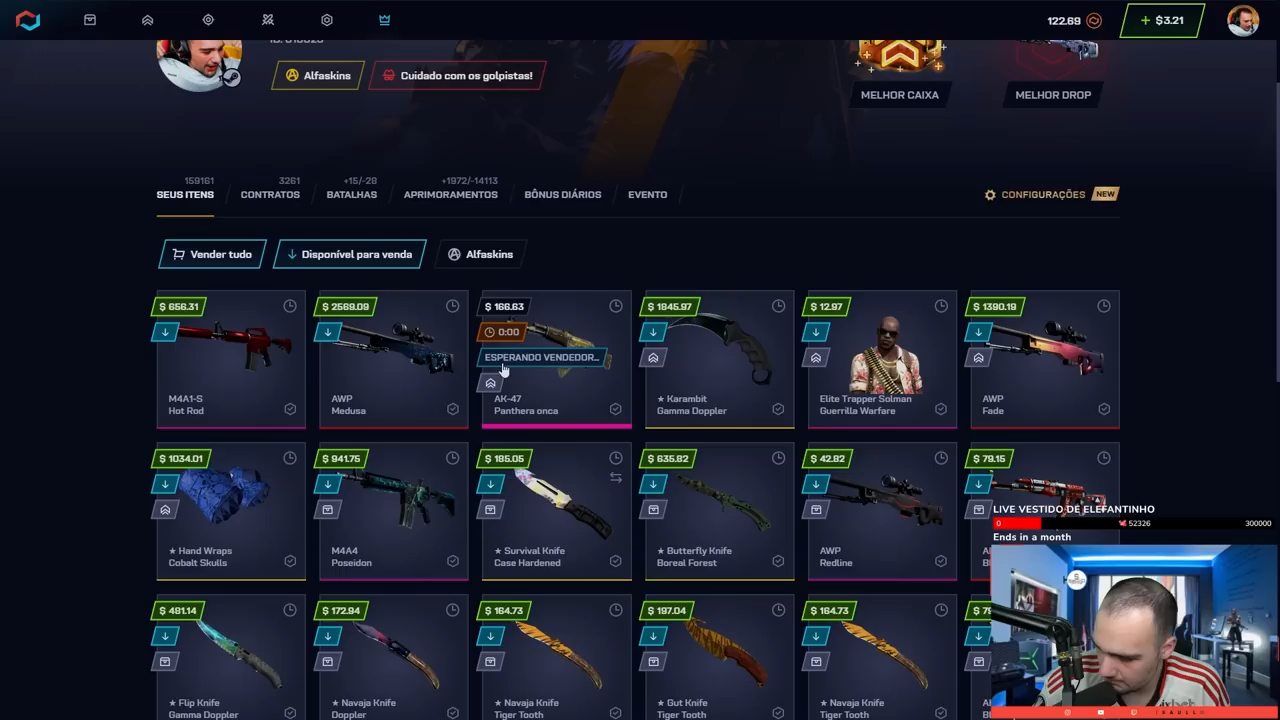 122.69
+ $3.21
Alfaskins
Cuidado com os golpistas!
MELHOR CAIXA
MELHOR DROP
159161
SEUS ITENS
3261
CONTRATOS
+15/-28
BATALHAS
+1972/-14113
APRIMORAMENTOS
BÔNUS DIÁRIOS
EVENTO
CONFIGURAÇÕES
NEW
Vender tudo
Disponível para venda
Alfaskins
$ 656.31
M4A1-S
Hot Rod
$ 2569.09
AWP
Medusa
$ 166.63
0:00
ESPERANDO VENDEDOR...
AK-47
Panthera onca
$ 1845.97
★ Karambit
Gamma Doppler
$ 12.97
Elite Trapper Solman
Guerrilla Warfare
$ 1390.19
AWP
Fade
$ 1034.01
★ Hand Wraps
Cobalt Skulls
$ 941.75
M4A4
Poseidon
$ 185.05
★ Survival Knife
Case Hardened
$ 635.82
★ Butterfly Knife
Boreal Forest
$ 42.82
AWP
Redline
$ 79.15
LIVE VESTIDO DE ELEFANTINHO
0
52326
300000
Ends in a month
$ 481.14
★ Flip Knife
Gamma Doppler
$ 172.94
★ Navaja Knife
Doppler
$ 164.73
★ Navaja Knife
Tiger Tooth
$ 197.04
★ Gut Knife
Tiger Tooth
$ 164.73
★ Navaja Knife
Tiger Tooth